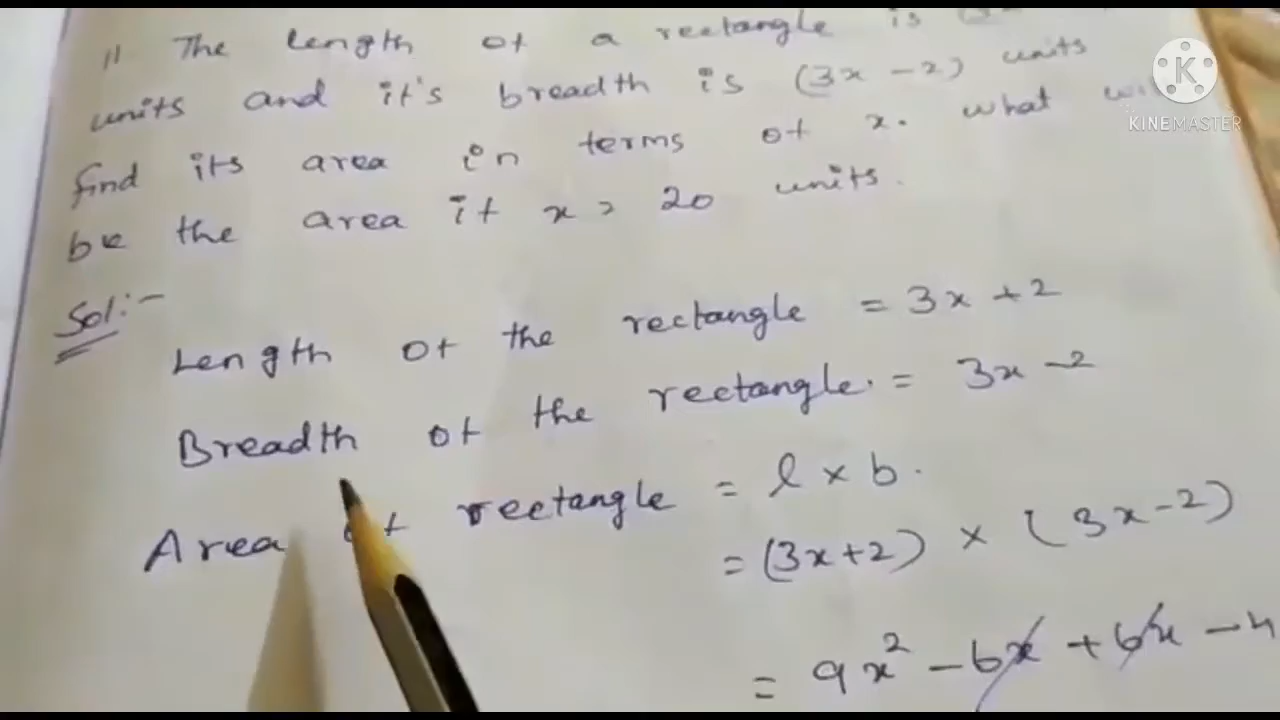 11 The length of a rectangle is (3x
units and it's breadth is (3x - 2) units
find its area in terms of x. what
be the area if x = 20 units.
Sol:-
Length of the rectangle = 3x + 2
Breadth of the rectangle. = 3x - 2
Area of rectangle = l × b.
= (3x+2) × (3x-2)
= 9x² - 6x + 6x - 4
K
KINEMASTER